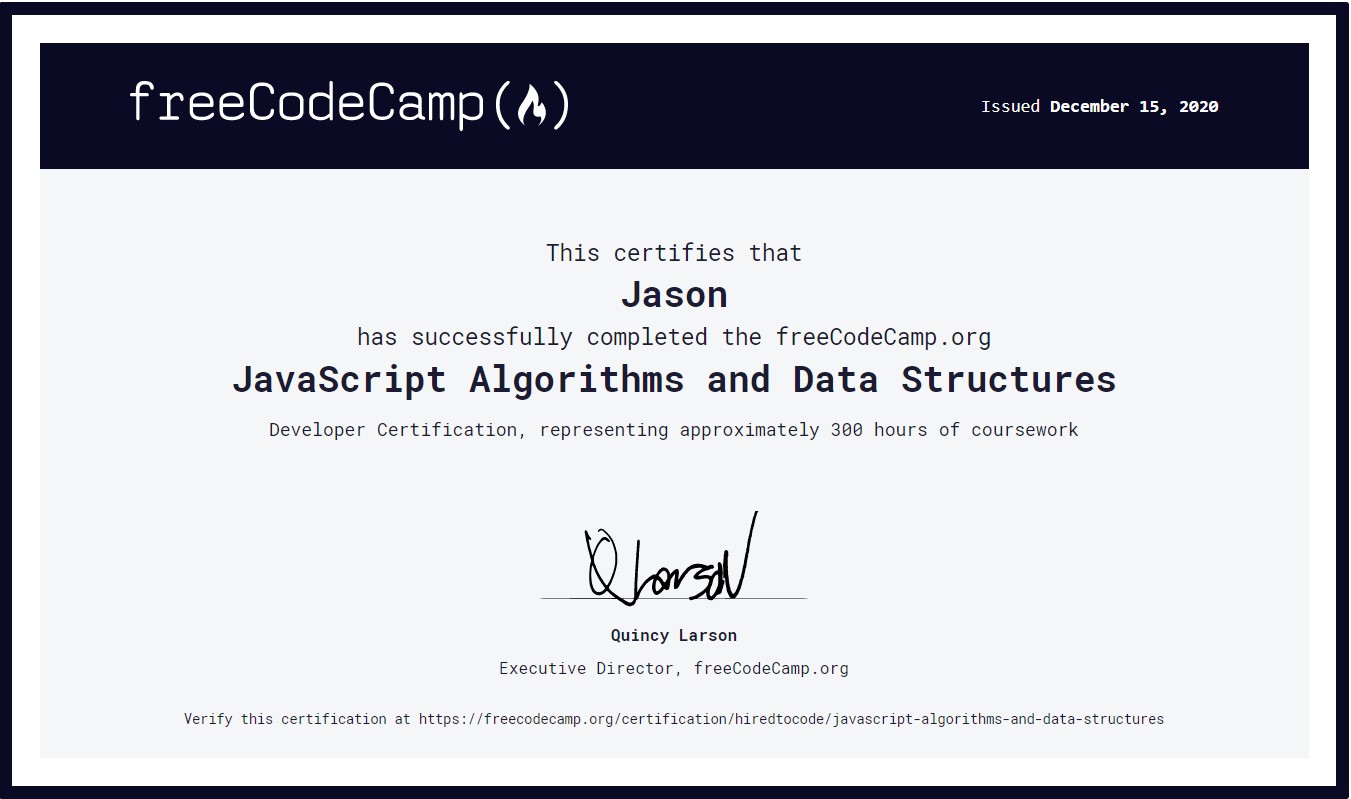 freeCodeCamp(🔥)
Issued December 15, 2020
This certifies that
Jason
has successfully completed the freeCodeCamp.org
JavaScript Algorithms and Data Structures
Developer Certification, representing approximately 300 hours of coursework
Q Larson
Quincy Larson
Executive Director, freeCodeCamp.org
Verify this certification at https://freecodecamp.org/certification/hiredtocode/javascript-algorithms-and-data-structures